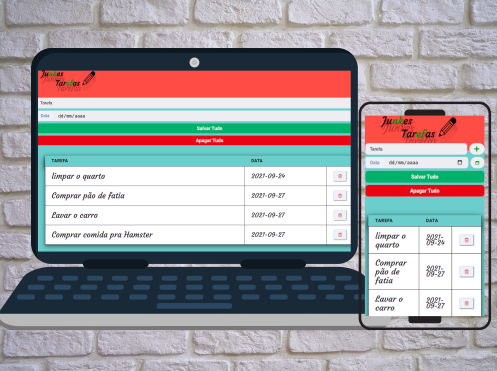 Junkes
Tarefas
Tarefa
Data dd/mm/aaaa
Salvar Tudo
Apagar Tudo
TAREFA DATA
limpar o quarto 2021-09-24
Comprar pão de fatia 2021-09-27
Lavar o carro 2021-09-27
Comprar comida pra Hamster 2021-09-27
Junkes
Tarefas
Tarefa
Data dd/mm/aaaa
Salvar Tudo
Apagar Tudo
TAREFA DATA
limpar o 2021-
quarto 09-24
Comprar
pão de 2021-
fatia 09-27
Lavar o 2021-
carro 09-27